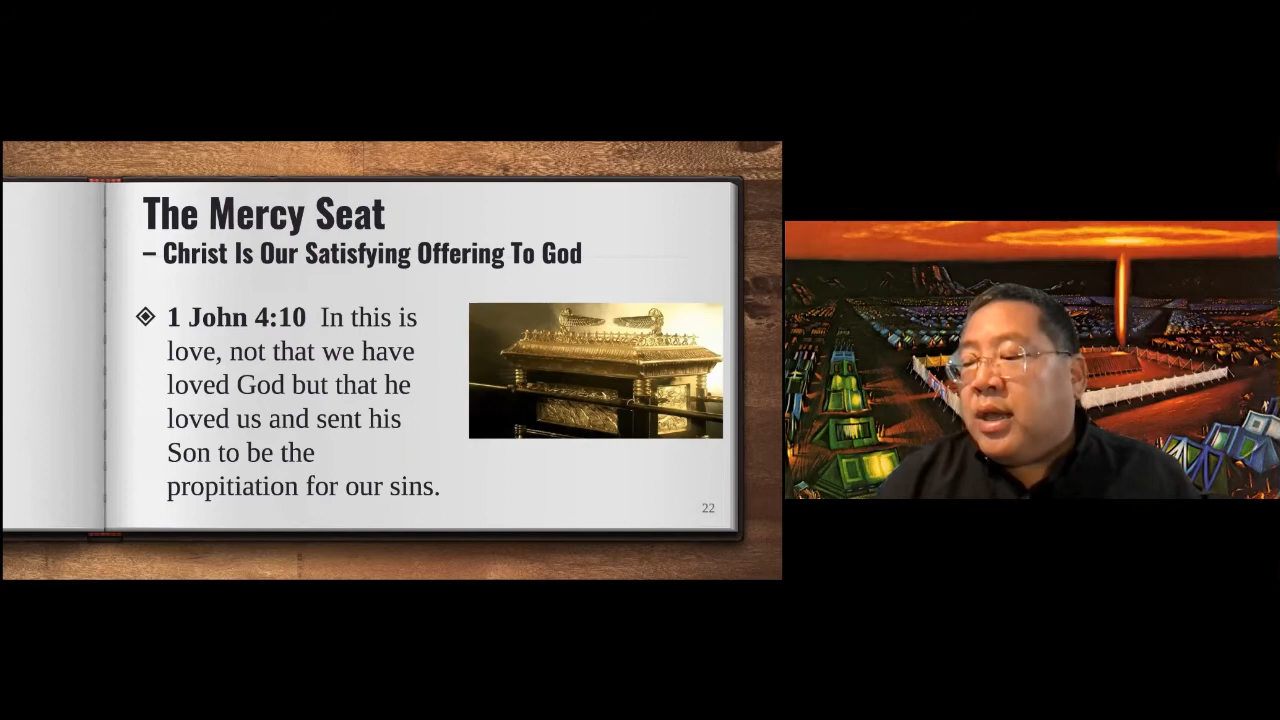 The Mercy Seat
– Christ Is Our Satisfying Offering To God
1 John 4:10 In this is
love, not that we have
loved God but that he
loved us and sent his
Son to be the
propitiation for our sins.
22